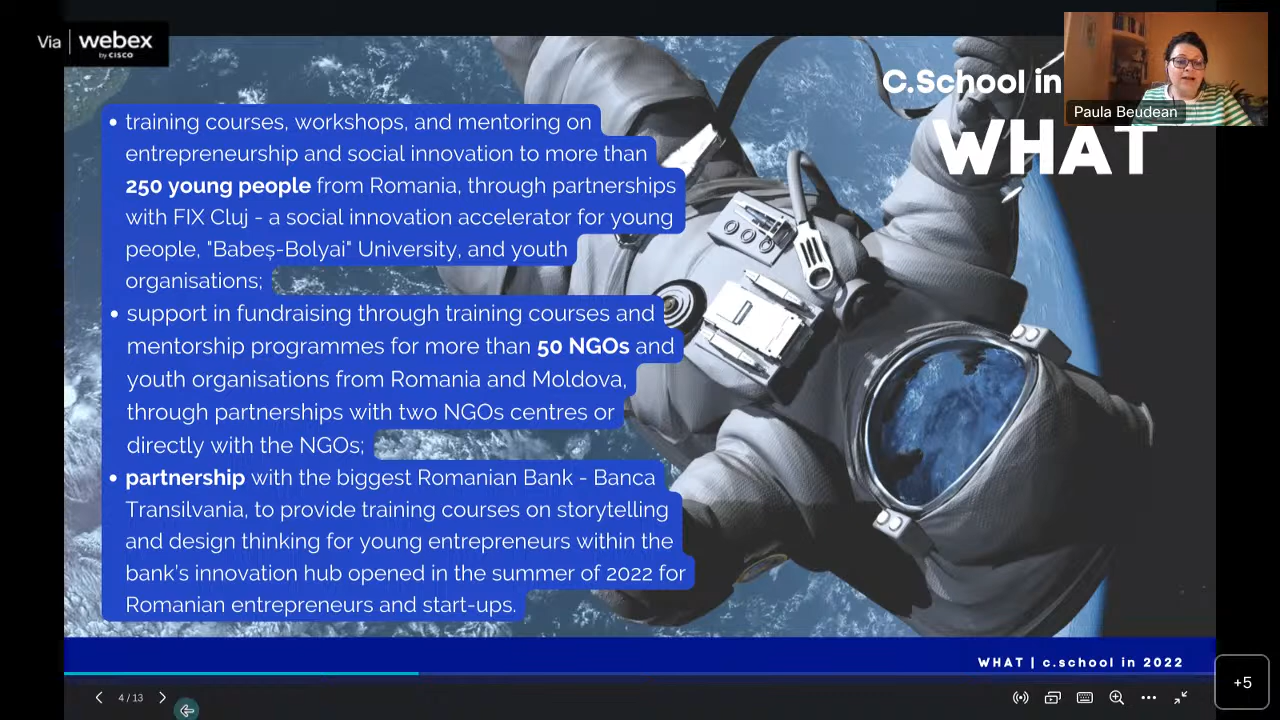 Via | webex
by CISCO
C.School in
WHAT
Paula Beudean
• training courses, workshops, and mentoring on
entrepreneurship and social innovation to more than
250 young people from Romania, through partnerships
with FIX Cluj - a social innovation accelerator for young
people, "Babeș-Bolyai" University, and youth
organisations;
• support in fundraising through training courses and
mentorship programmes for more than 50 NGOs and
youth organisations from Romania and Moldova,
through partnerships with two NGOs centres or
directly with the NGOs;
• partnership with the biggest Romanian Bank - Banca
Transilvania, to provide training courses on storytelling
and design thinking for young entrepreneurs within the
bank's innovation hub opened in the summer of 2022 for
Romanian entrepreneurs and start-ups.
WHAT | c.school in 2022
4 / 13
+5